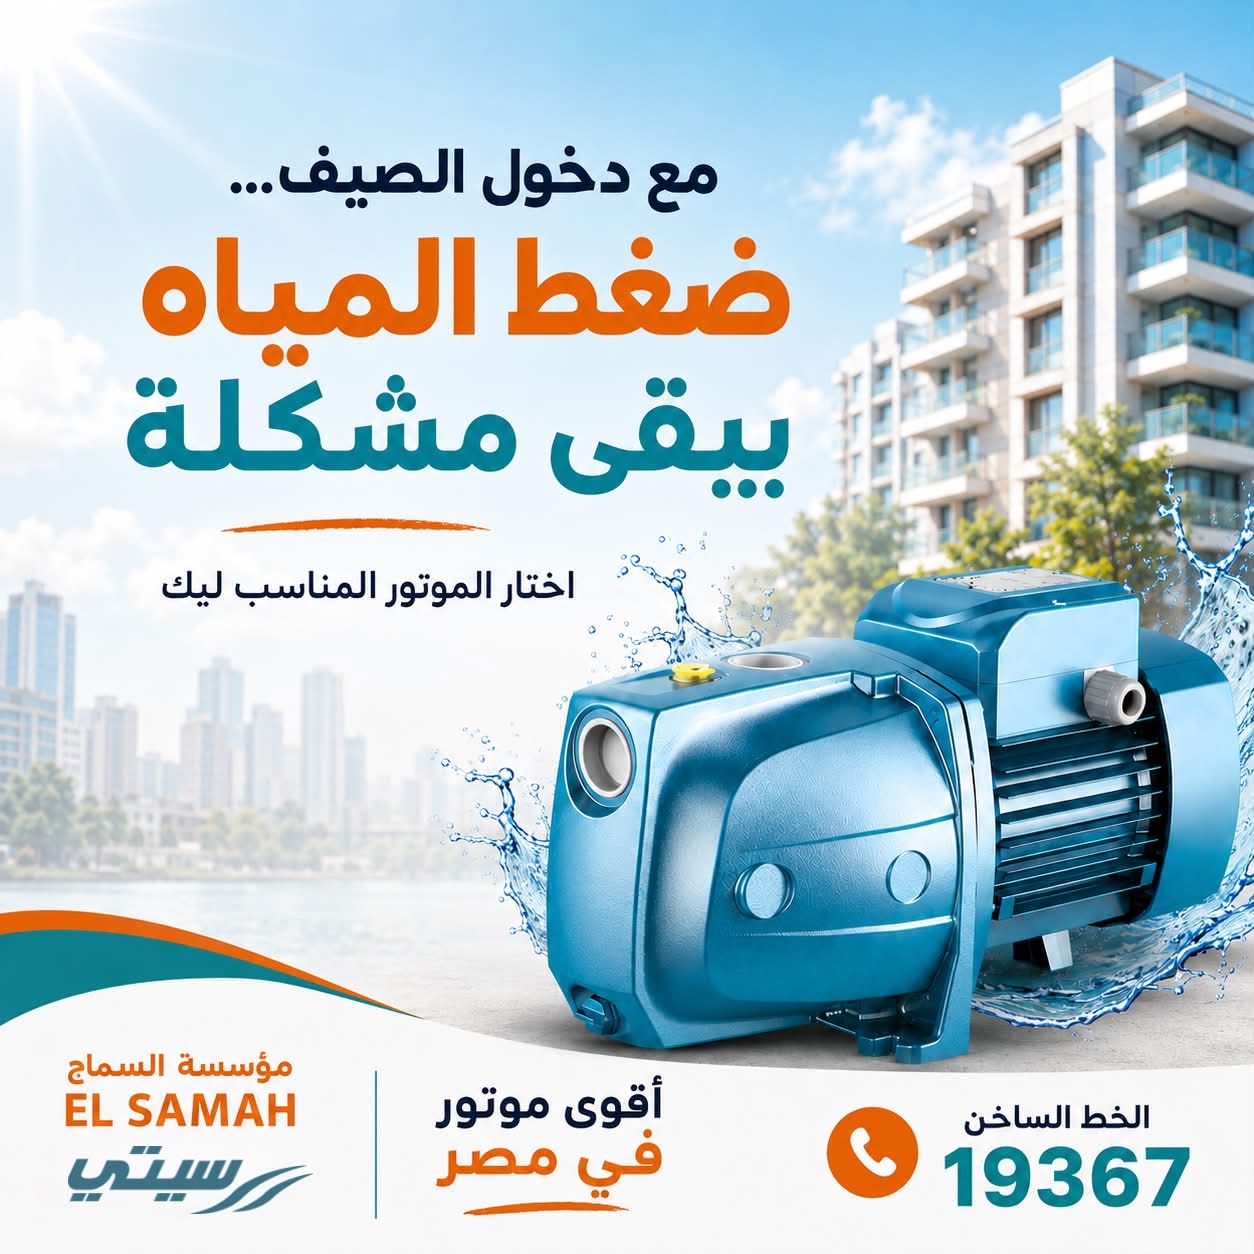 مع دخول الصيف...
ضغط المياه
يبقى مشكلة
اختار الموتور المناسب ليك
مؤسسة السماح
EL SAMAH
سيتي
أقوى موتور
في مصر
الخط الساخن
19367